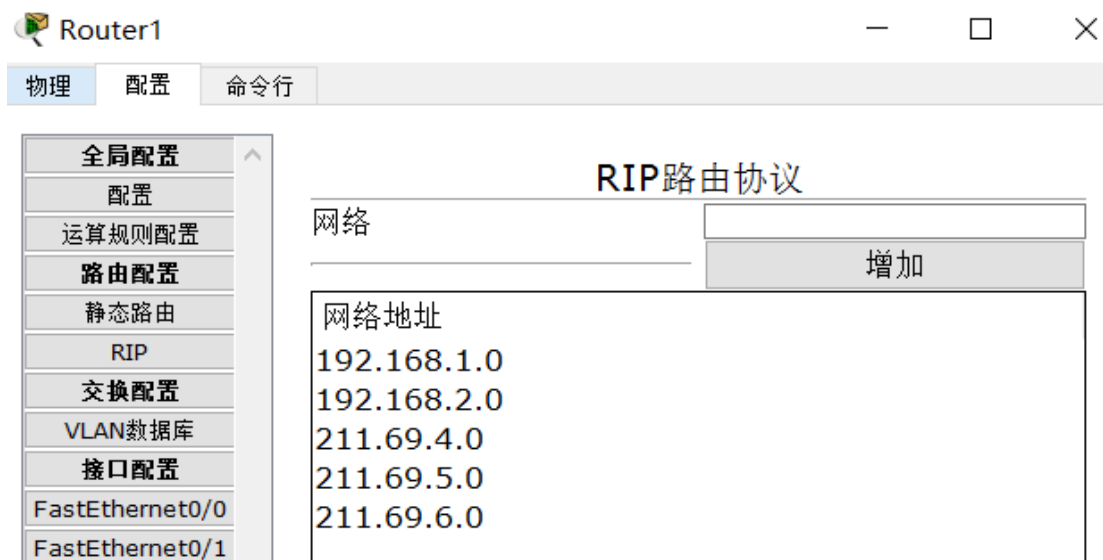 Router1
物理 配置 命令行
全局配置
配置
运算规则配置
路由配置
静态路由
RIP
交换配置
VLAN数据库
接口配置
FastEthernet0/0
FastEthernet0/1
RIP路由协议
网络
增加
网络地址
192.168.1.0
192.168.2.0
211.69.4.0
211.69.5.0
211.69.6.0